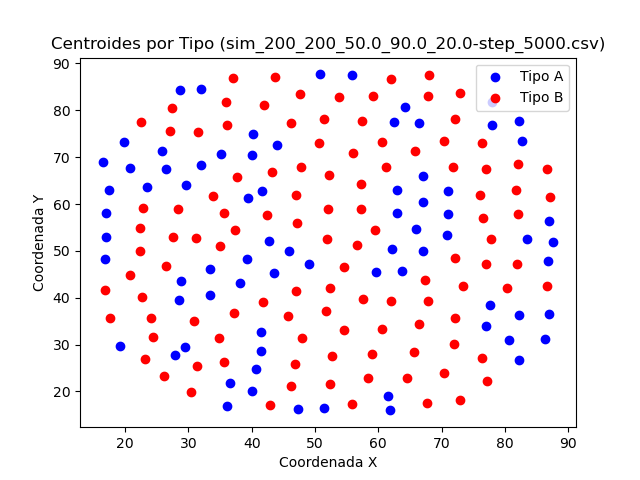 Centroides por Tipo (sim_200_200_50.0_90.0_20.0-step_5000.csv)
Tipo A
Tipo B
90
80
70
60
50
40
30
20
Coordenada Y
20 30 40 50 60 70 80 90
Coordenada X